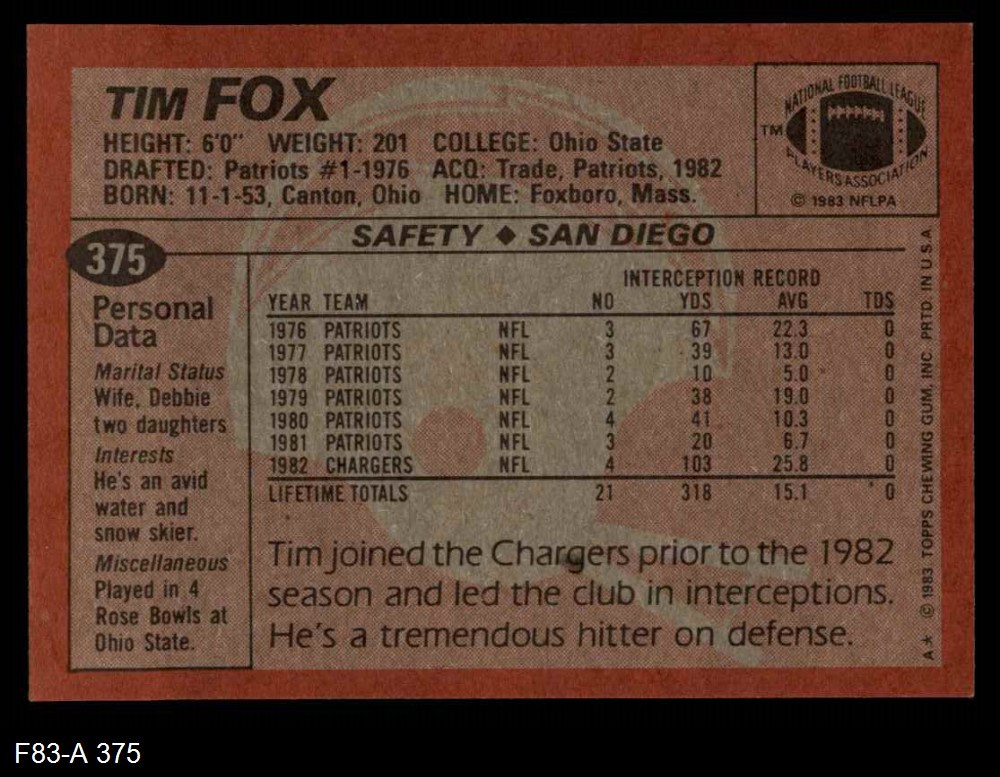 TIM FOX
HEIGHT: 6'0" WEIGHT: 201 COLLEGE: Ohio State
DRAFTED: Patriots #1-1976 ACQ: Trade, Patriots, 1982
BORN: 11-1-53, Canton, Ohio HOME: Foxboro, Mass.
NATIONAL FOOTBALL LEAGUE
TM
PLAYERS ASSOCIATION
© 1983 NFLPA
SAFETY ♦ SAN DIEGO
375
Personal
Data
Marital Status
Wife, Debbie
two daughters
Interests
He's an avid
water and
snow skier.
Miscellaneous
Played in 4
Rose Bowls at
Ohio State.
INTERCEPTION RECORD
YEAR TEAM NO YDS AVG TDS
1976 PATRIOTS NFL 3 67 22.3 0
1977 PATRIOTS NFL 3 39 13.0 0
1978 PATRIOTS NFL 2 10 5.0 0
1979 PATRIOTS NFL 2 38 19.0 0
1980 PATRIOTS NFL 4 41 10.3 0
1981 PATRIOTS NFL 3 20 6.7 0
1982 CHARGERS NFL 4 103 25.8 0
LIFETIME TOTALS 21 318 15.1 0
Tim joined the Chargers prior to the 1982
season and led the club in interceptions.
He's a tremendous hitter on defense.
A* © 1983 TOPPS CHEWING GUM, INC. PRTD. IN U.S.A.
F83-A 375